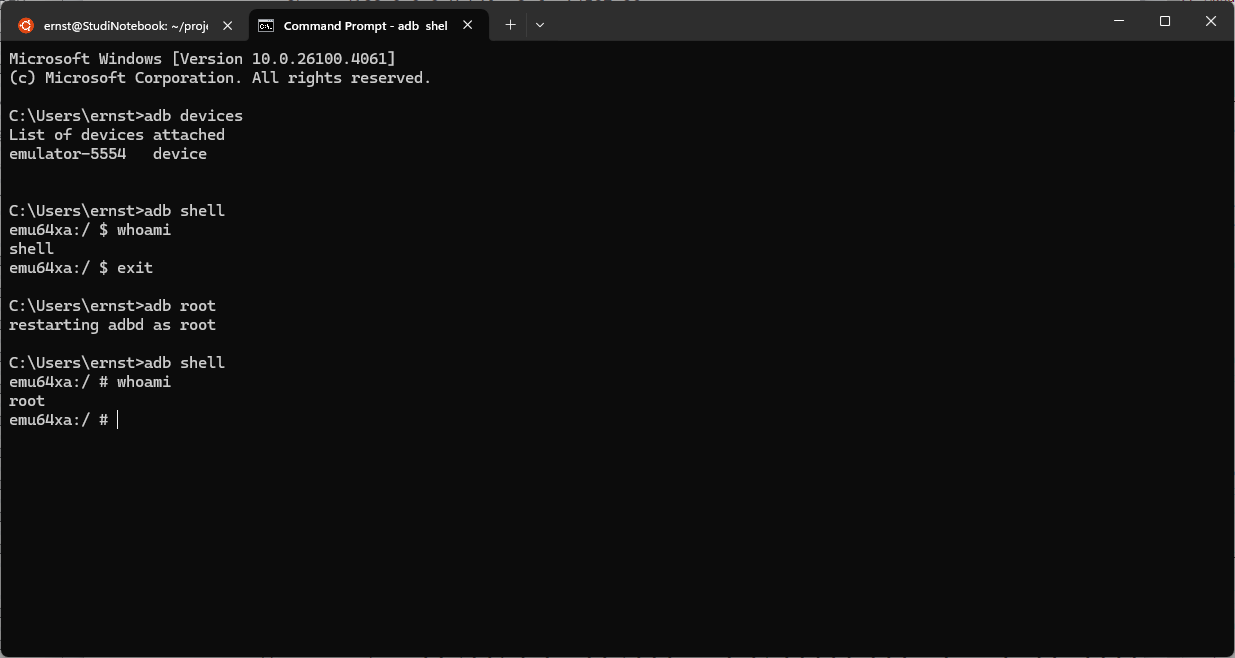 ernst@StudiNotebook: ~/proje
Command Prompt - adb  shel
Microsoft Windows [Version 10.0.26100.4061]
(c) Microsoft Corporation. All rights reserved.
C:\Users\ernst>adb devices
List of devices attached
emulator-5554   device
C:\Users\ernst>adb shell
emu64xa:/ $ whoami
shell
emu64xa:/ $ exit
C:\Users\ernst>adb root
restarting adbd as root
C:\Users\ernst>adb shell
emu64xa:/ # whoami
root
emu64xa:/ #